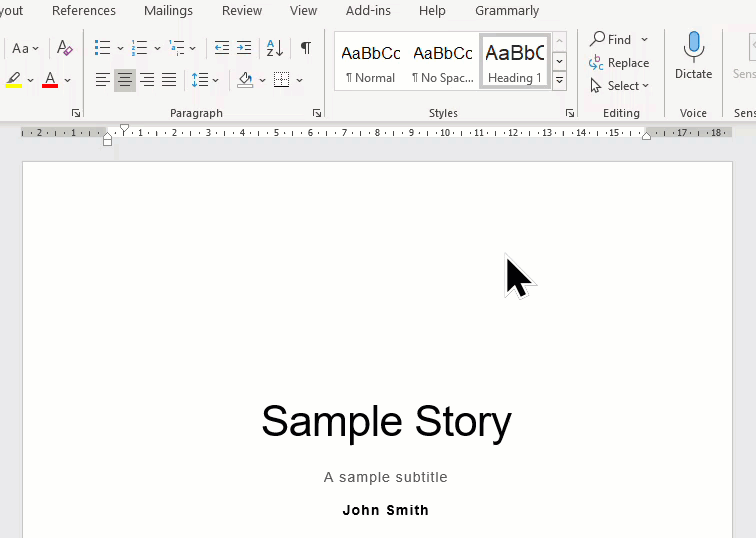 yout References Mailings Review View Add-ins Help Grammarly
Aa A AaBbCc AaBbCc AaBbC Find
¶ Normal ¶ No Spac... Heading 1 Replace Dictate Sens
A Select
Paragraph Styles Editing Voice Sens
2 1 1 2 3 4 5 6 7 8 9 10 11 12 13 14 15 17 18
Sample Story
A sample subtitle
John Smith